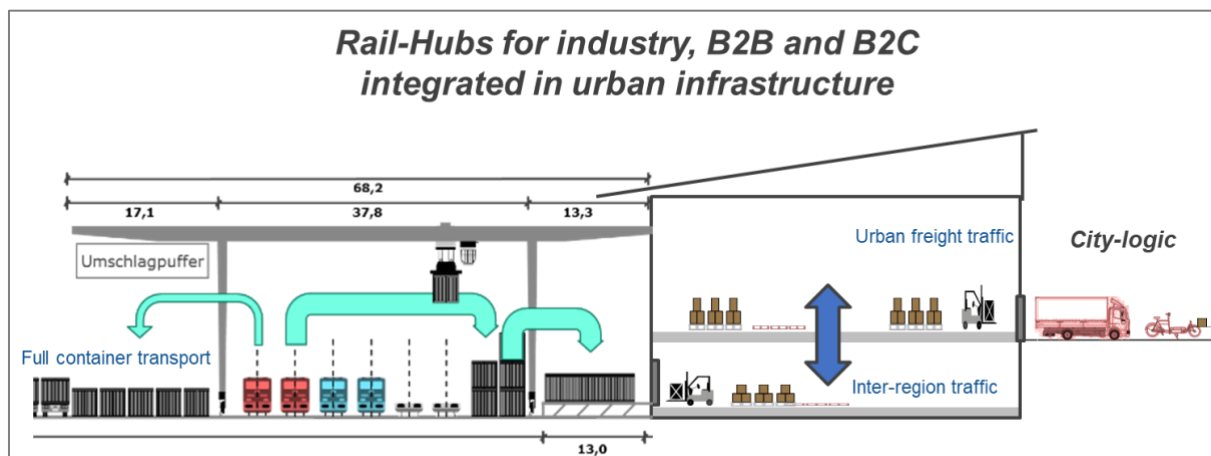 Rail-Hubs for industry, B2B and B2C
integrated in urban infrastructure
68,2
17,1
37,8
13,3
Umschlagpuffer
Urban freight traffic
City-logic
Full container transport
Inter-region traffic
13,0